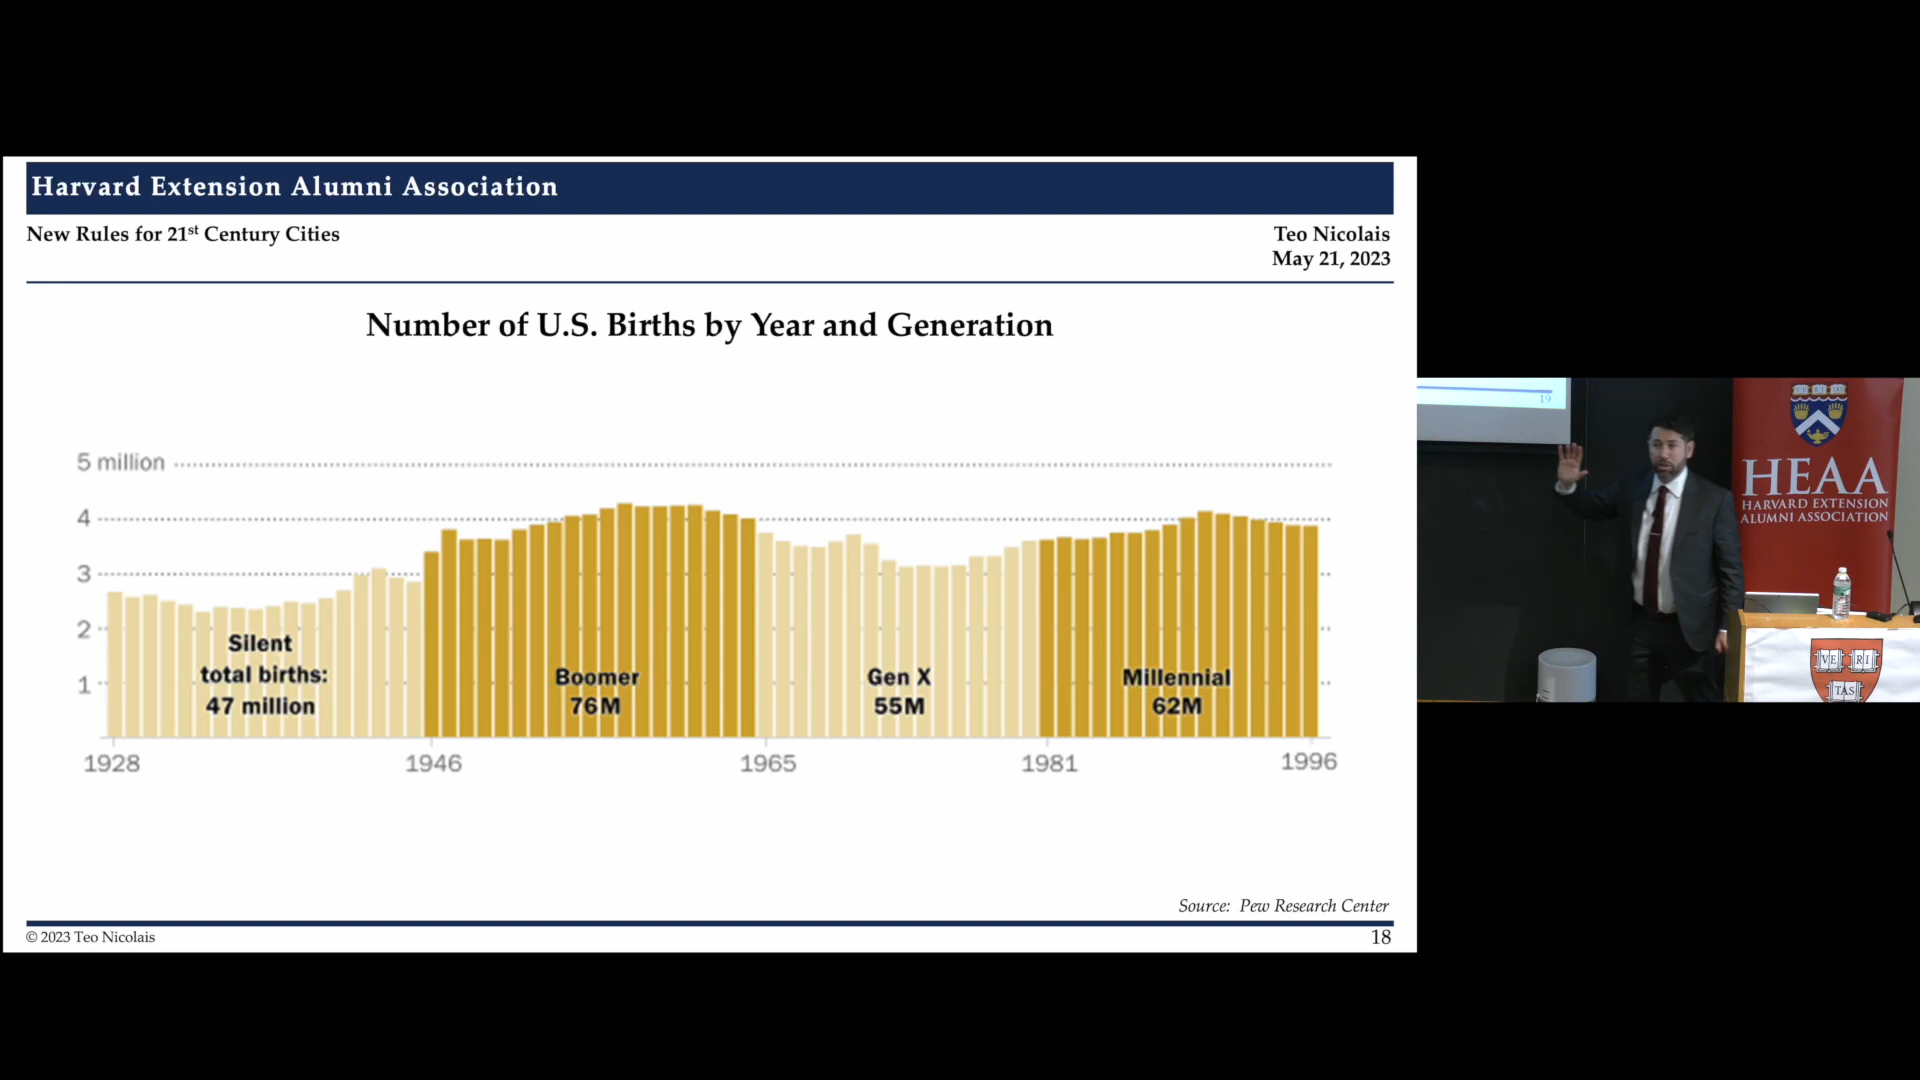 Harvard Extension Alumni Association
New Rules for 21st Century Cities
Teo Nicolais
May 21, 2023
Number of U.S. Births by Year and Generation
5 million
4
3
2
1
Silent
total births:
47 million
Boomer
76M
Gen X
55M
Millennial
62M
1928
1946
1965
1981
1996
Source: Pew Research Center
© 2023 Teo Nicolais
18
19
HEAA
HARVARD EXTENSION
ALUMNI ASSOCIATION
VE RI
TAS